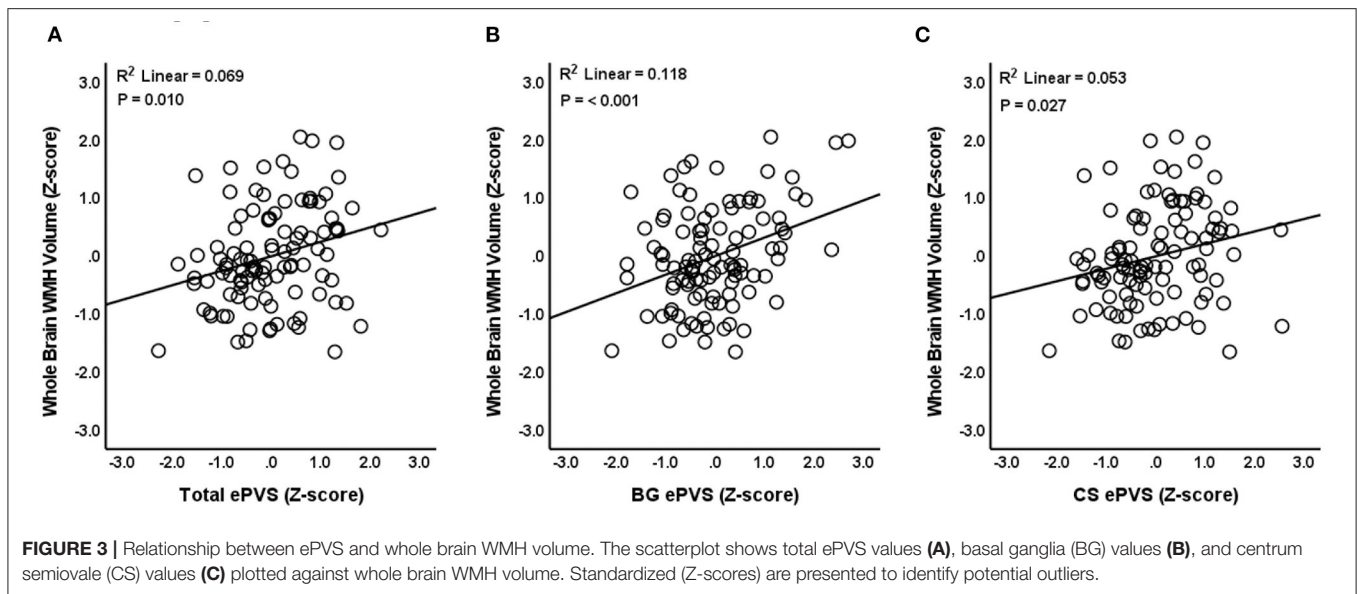 A
R² Linear = 0.069
P = 0.010
Whole Brain WMH Volume (Z-score)
3.0
2.0
1.0
.0
-1.0
-2.0
-3.0
-3.0 -2.0 -1.0 .0 1.0 2.0 3.0
Total ePVS (Z-score)
B
R² Linear = 0.118
P = < 0.001
Whole Brain WMH Volume (Z-score)
3.0
2.0
1.0
.0
-1.0
-2.0
-3.0
-3.0 -2.0 -1.0 .0 1.0 2.0 3.0
BG ePVS (Z-score)
C
R² Linear = 0.053
P = 0.027
Whole Brain WMH Volume (Z-score)
3.0
2.0
1.0
.0
-1.0
-2.0
-3.0
-3.0 -2.0 -1.0 .0 1.0 2.0 3.0
CS ePVS (Z-score)
FIGURE 3 | Relationship between ePVS and whole brain WMH volume. The scatterplot shows total ePVS values (A), basal ganglia (BG) values (B), and centrum
semiovale (CS) values (C) plotted against whole brain WMH volume. Standardized (Z-scores) are presented to identify potential outliers.